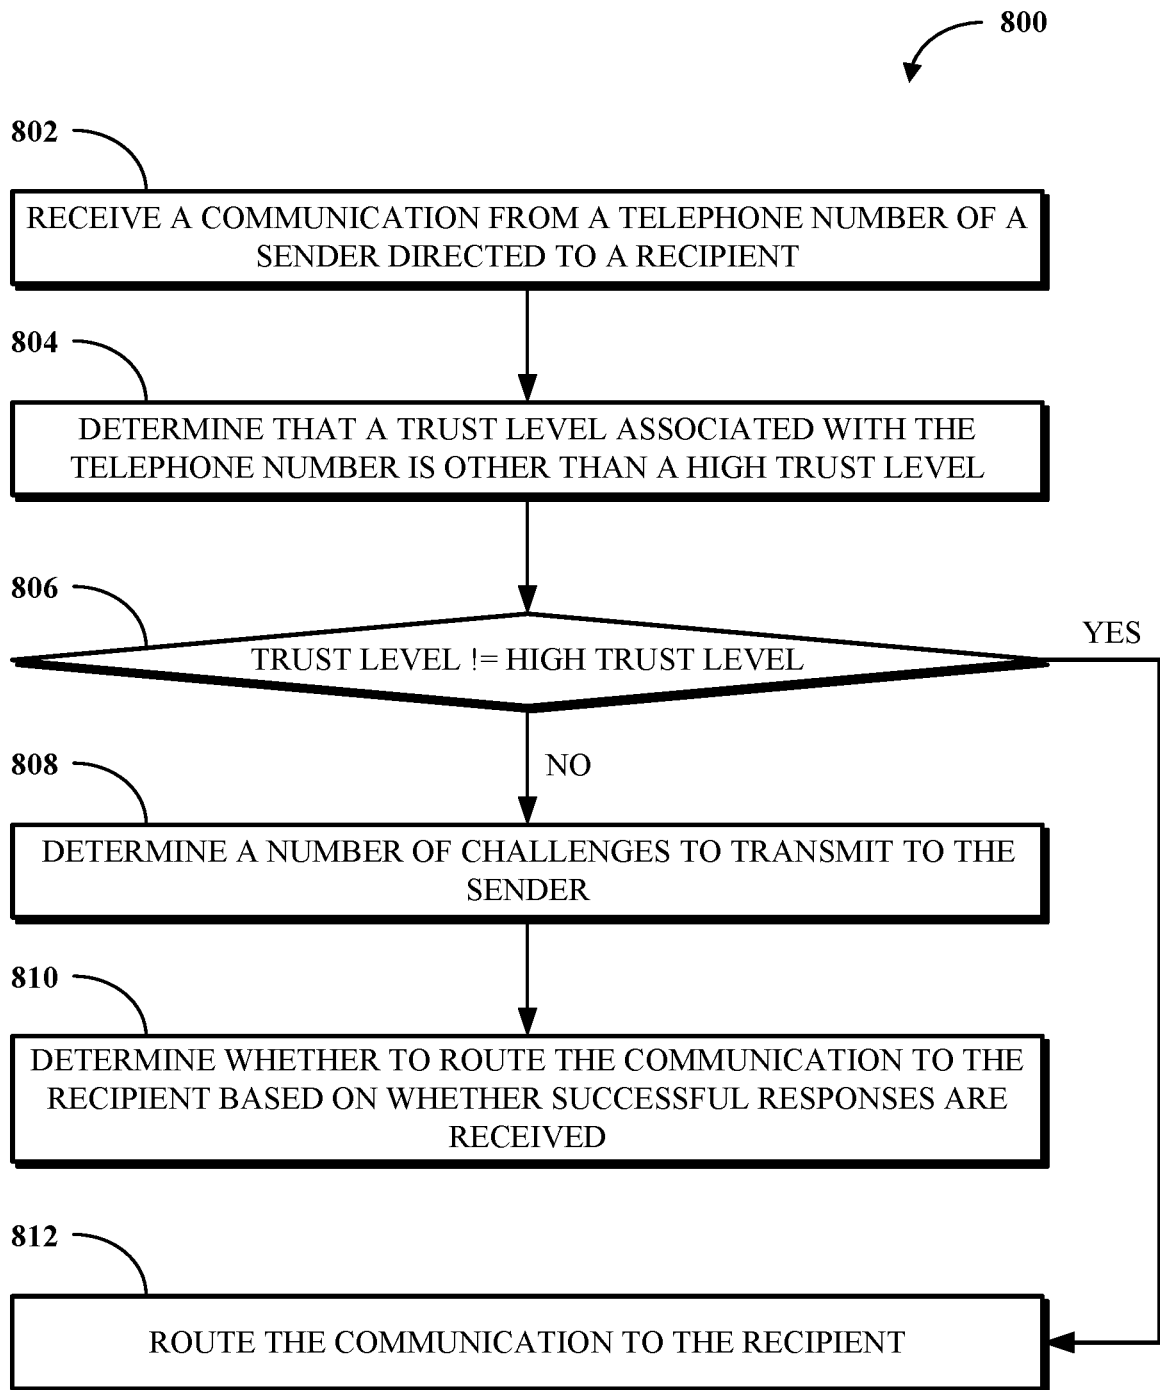 800
802
RECEIVE A COMMUNICATION FROM A TELEPHONE NUMBER OF A
SENDER DIRECTED TO A RECIPIENT
804
DETERMINE THAT A TRUST LEVEL ASSOCIATED WITH THE
TELEPHONE NUMBER IS OTHER THAN A HIGH TRUST LEVEL
806
TRUST LEVEL != HIGH TRUST LEVEL
YES
NO
808
DETERMINE A NUMBER OF CHALLENGES TO TRANSMIT TO THE
SENDER
810
DETERMINE WHETHER TO ROUTE THE COMMUNICATION TO THE
RECIPIENT BASED ON WHETHER SUCCESSFUL RESPONSES ARE
RECEIVED
812
ROUTE THE COMMUNICATION TO THE RECIPIENT